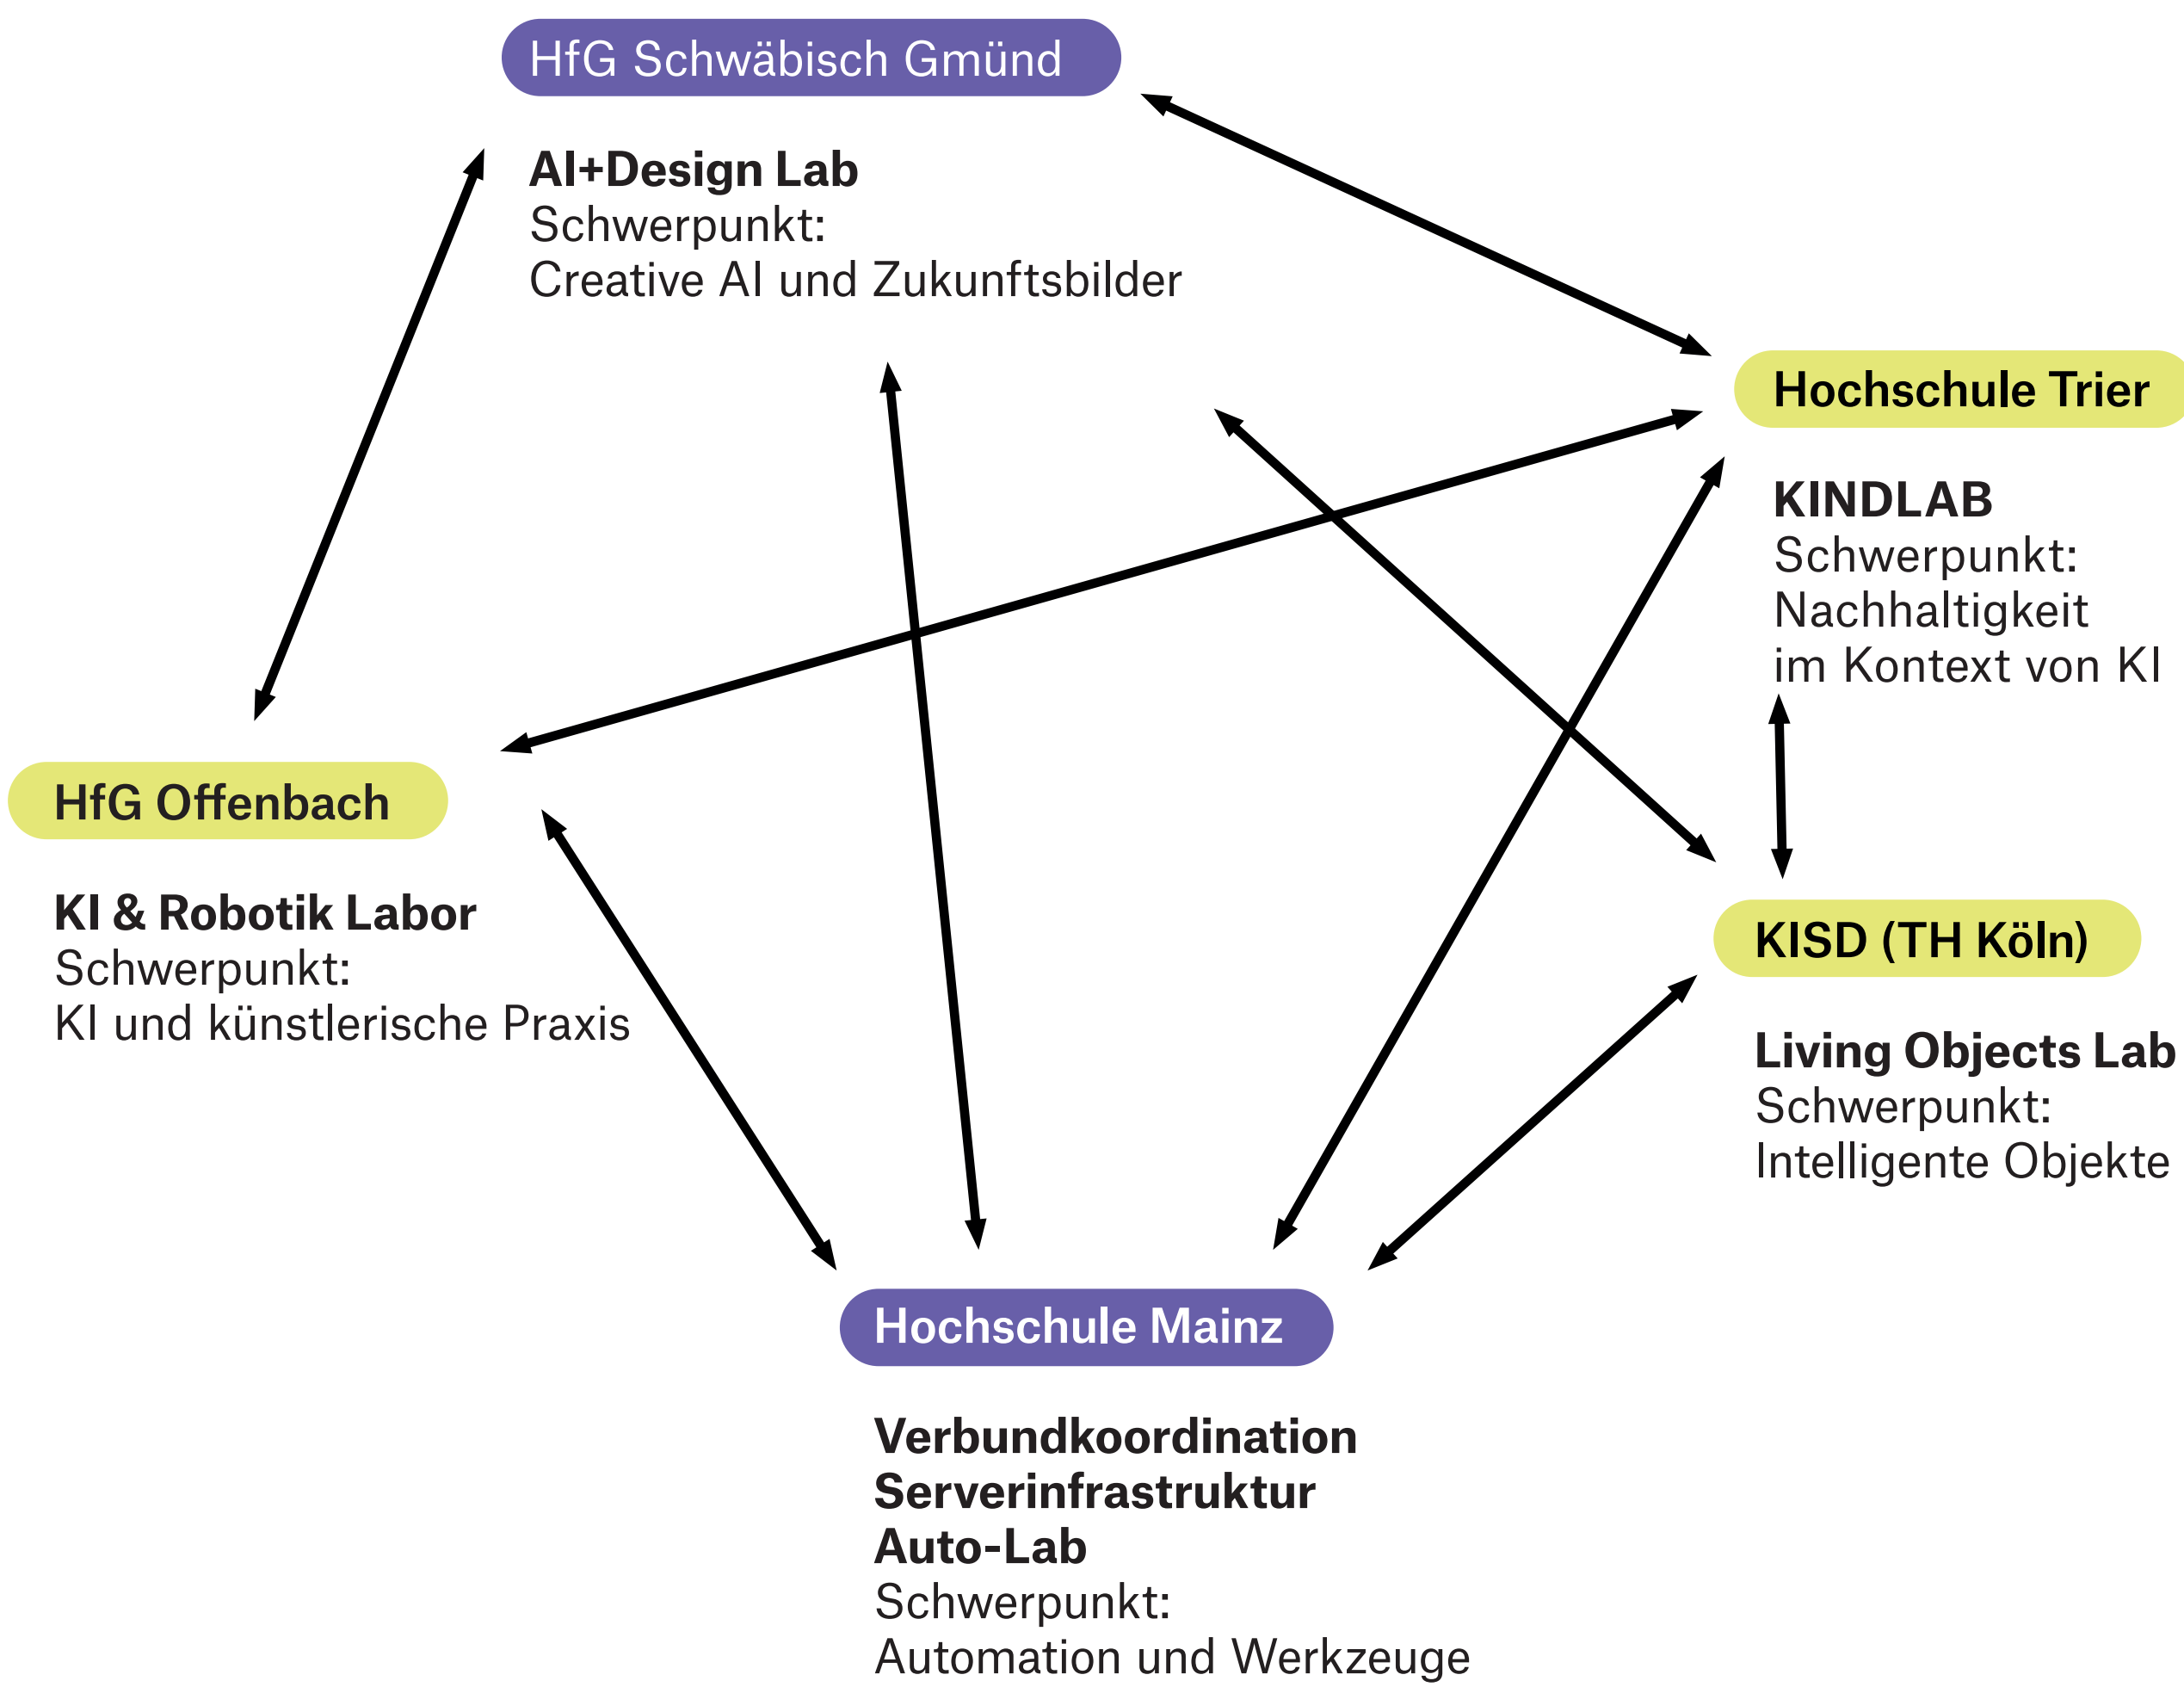 HfG Schwäbisch Gmünd
AI+Design Lab
Schwerpunkt:
Creative AI und Zukunftsbilder
Hochschule Trier
KINDLAB
Schwerpunkt:
Nachhaltigkeit
im Kontext von KI
HfG Offenbach
KI & Robotik Labor
Schwerpunkt:
KI und künstlerische Praxis
KISD (TH Köln)
Living Objects Lab
Schwerpunkt:
Intelligente Objekte
Hochschule Mainz
Verbundkoordination
Serverinfrastruktur
Auto-Lab
Schwerpunkt:
Automation und Werkzeuge